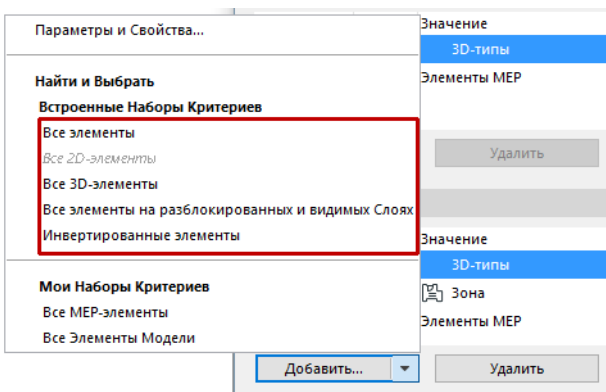 Параметры и Свойства...
Найти и Выбрать
Встроенные Наборы Критериев
Все элементы
Все 2D-элементы
Все 3D-элементы
Все элементы на разблокированных и видимых Слоях
Инвертированные элементы
Мои Наборы Критериев
Все MEP-элементы
Все Элементы Модели
Значение
3D-типы
Элементы MEP
Удалить
Значение
3D-типы
Зона
Элементы MEP
Добавить...
Удалить